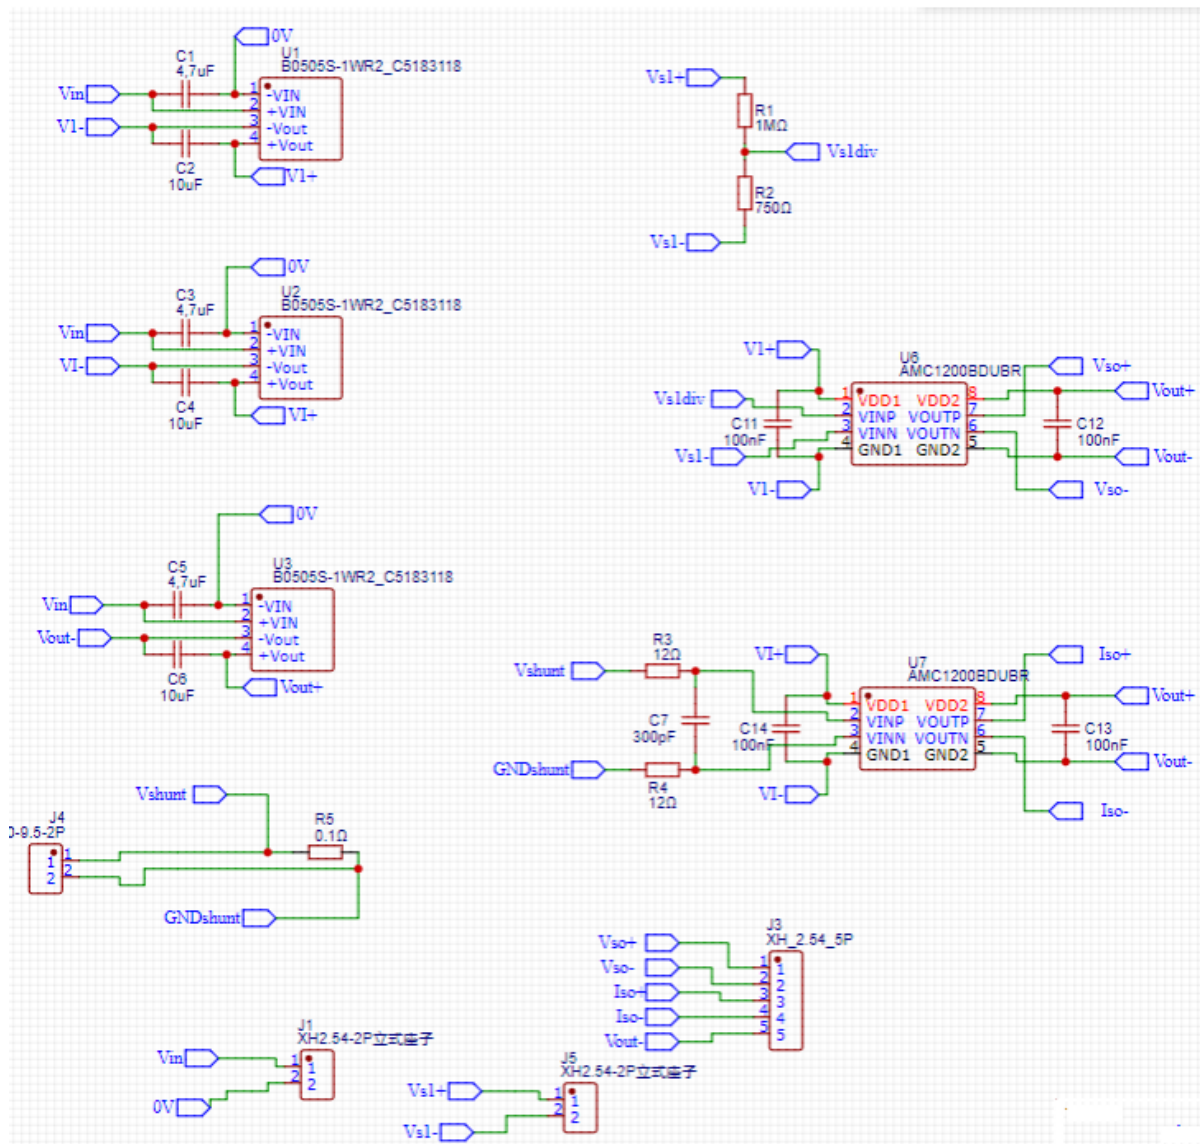 0V
U1
B0505S-1WR2_C5183118
C1
4,7uF
Vin
1 -VIN
2 +VIN
3 -Vout
4 +Vout
V1-
C2
10uF
V1+
Vs1+
R1
1MΩ
Vs1div
R2
750Ω
Vs1-
0V
U2
B0505S-1WR2_C5183118
C3
4,7uF
Vin
1 -VIN
2 +VIN
3 -Vout
4 +Vout
VI-
C4
10uF
VI+
V1+
U6
AMC1200BDUBR
Vso+
Vout+
Vs1div
1 VDD1 VDD2 8
2 VINP VOUTP 7
3 VINN VOUTN 6
4 GND1 GND2 5
C11
100nF
C12
100nF
Vs1-
Vout-
V1-
Vso-
0V
U3
B0505S-1WR2_C5183118
C5
4,7uF
Vin
1 -VIN
2 +VIN
3 -Vout
4 +Vout
Vout-
C6
10uF
Vout+
R3
12Ω
Vshunt
C7
300pF
GNDshunt
R4
12Ω
VI+
U7
AMC1200BDUBR
Iso+
Vout+
1 VDD1 VDD2 8
2 VINP VOUTP 7
3 VINN VOUTN 6
4 GND1 GND2 5
C14
100nF
C13
100nF
Vout-
VI-
Iso-
Vshunt
J4
0-9.5-2P
1 1
2 2
R5
0.1Ω
GNDshunt
J3
XH_2.54_5P
Vso+
Vso-
Iso+
Iso-
Vout-
1 1
2 2
3 3
4 4
5 5
J1
XH2.54-2P立式座子
Vin
1 1
2 2
0V
J5
XH2.54-2P立式座子
Vs1+
1 1
2 2
Vs1-